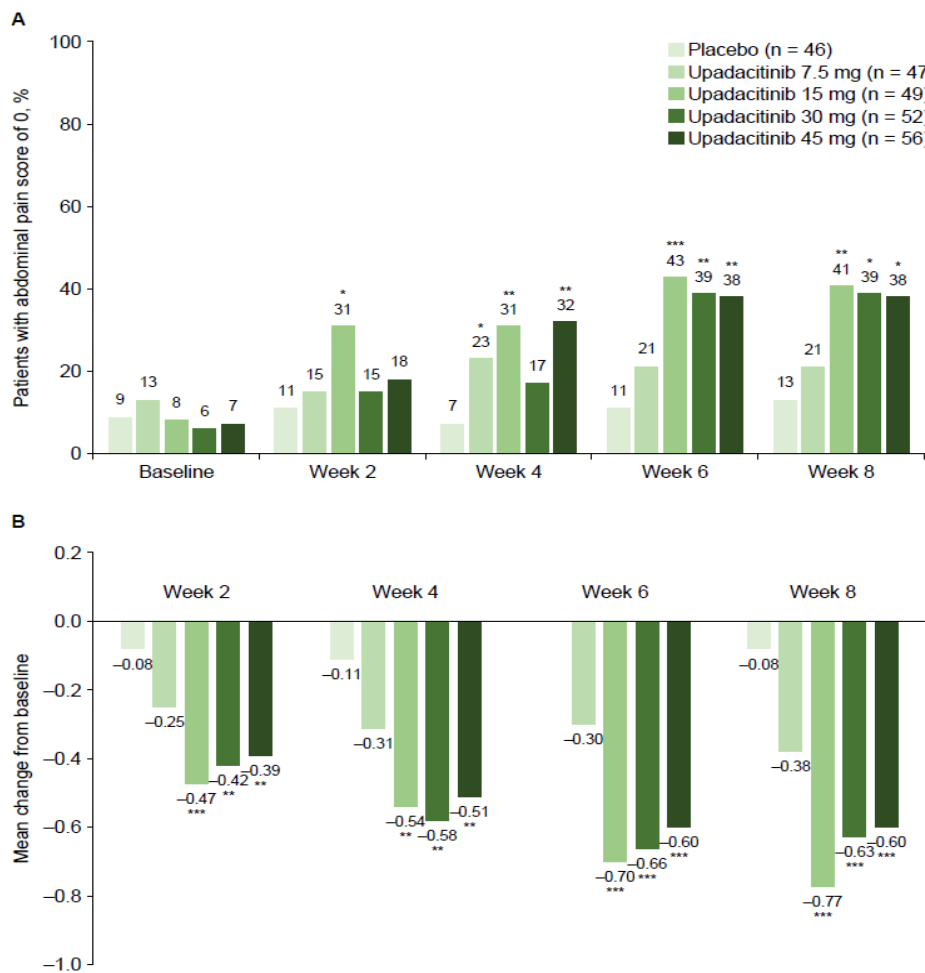 A
Patients with abdominal pain score of 0, %
100
80
60
40
20
0
Placebo (n = 46)
Upadacitinib 7.5 mg (n = 47
Upadacitinib 15 mg (n = 49)
Upadacitinib 30 mg (n = 52)
Upadacitinib 45 mg (n = 56)
9 13 8 6 7
11 15 * 31 15 18
7 * 23 ** 31 17 ** 32
11 21 *** 43 ** 39 ** 38
13 21 ** 41 * 39 * 38
Baseline Week 2 Week 4 Week 6 Week 8
B
Mean change from baseline
0.2
0.0
–0.2
–0.4
–0.6
–0.8
–1.0
Week 2 Week 4 Week 6 Week 8
–0.08 –0.25 –0.47 *** –0.42 ** –0.39 **
–0.11 –0.31 –0.54 ** –0.58 ** –0.51 **
–0.30 –0.70 *** –0.66 *** –0.60 ***
–0.08 –0.38 –0.77 *** –0.63 *** –0.60 ***